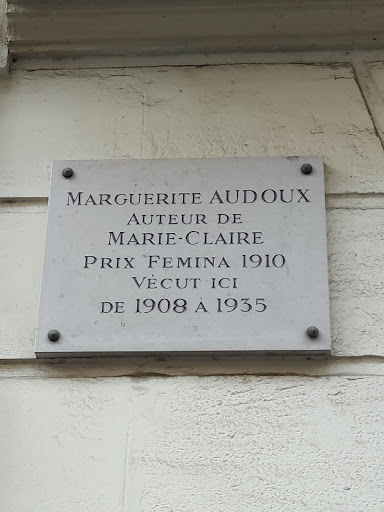 MARGUERITE AUDOUX
AUTEUR DE
MARIE-CLAIRE
PRIX FEMINA 1910
VÉCUT ICI
DE 1908 À 1935